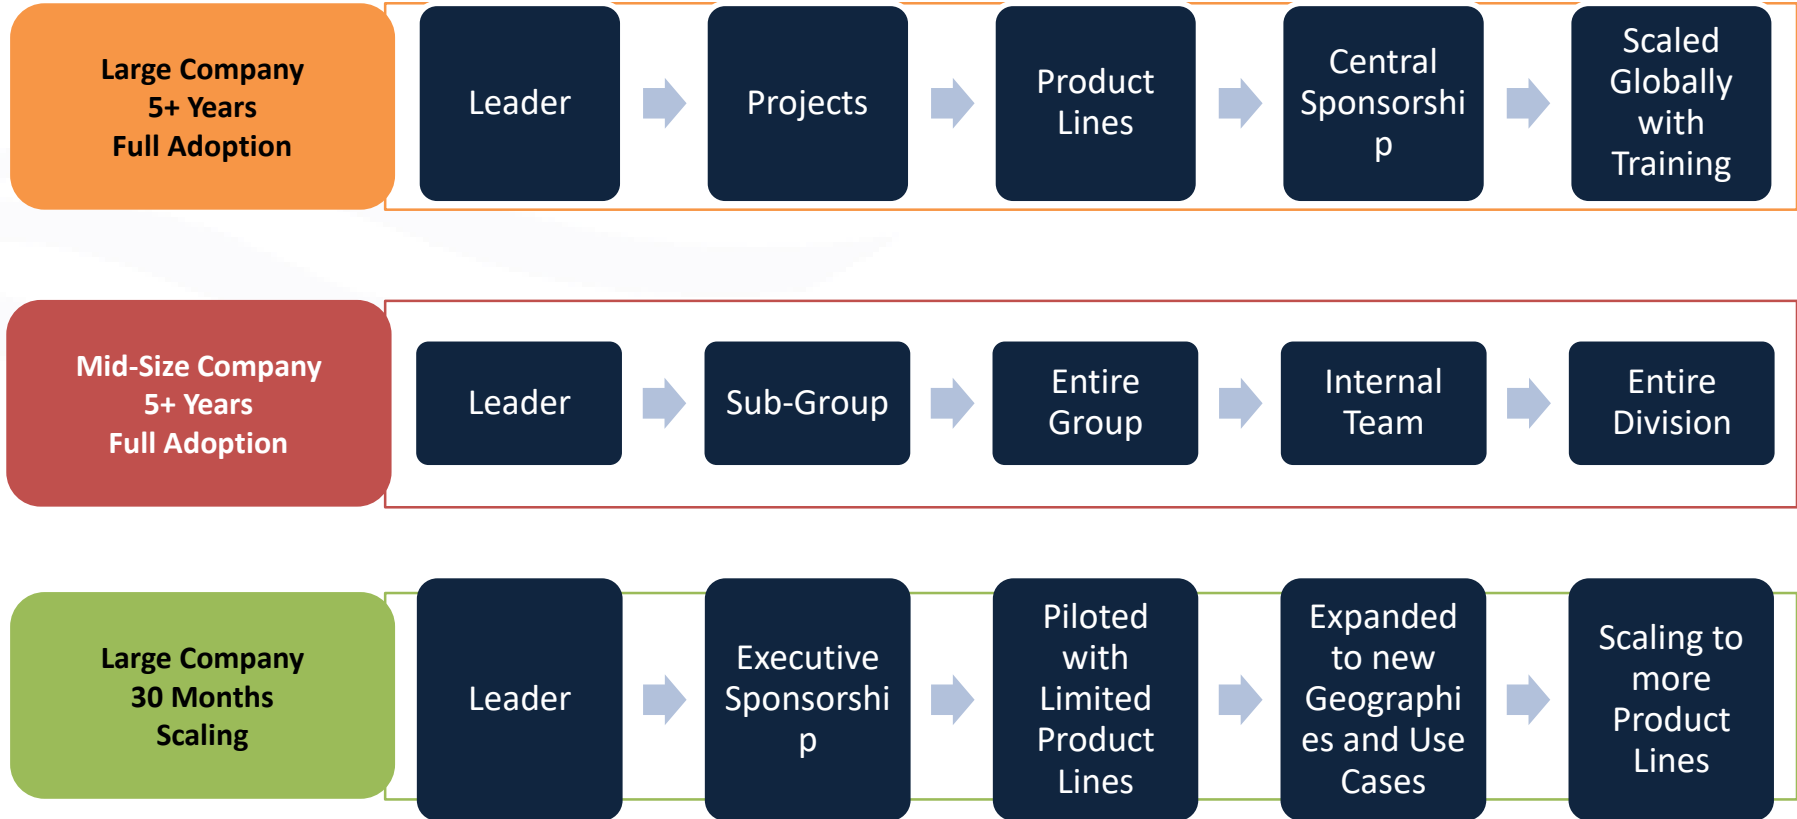 Large Company
5+ Years
Full Adoption
Leader
Projects
Product
Lines
Central
Sponsorshi
p
Scaled
Globally
with
Training
Mid-Size Company
5+ Years
Full Adoption
Leader
Sub-Group
Entire
Group
Internal
Team
Entire
Division
Large Company
30 Months
Scaling
Leader
Executive
Sponsorshi
p
Piloted
with
Limited
Product
Lines
Expanded
to new
Geographi
es and Use
Cases
Scaling to
more
Product
Lines